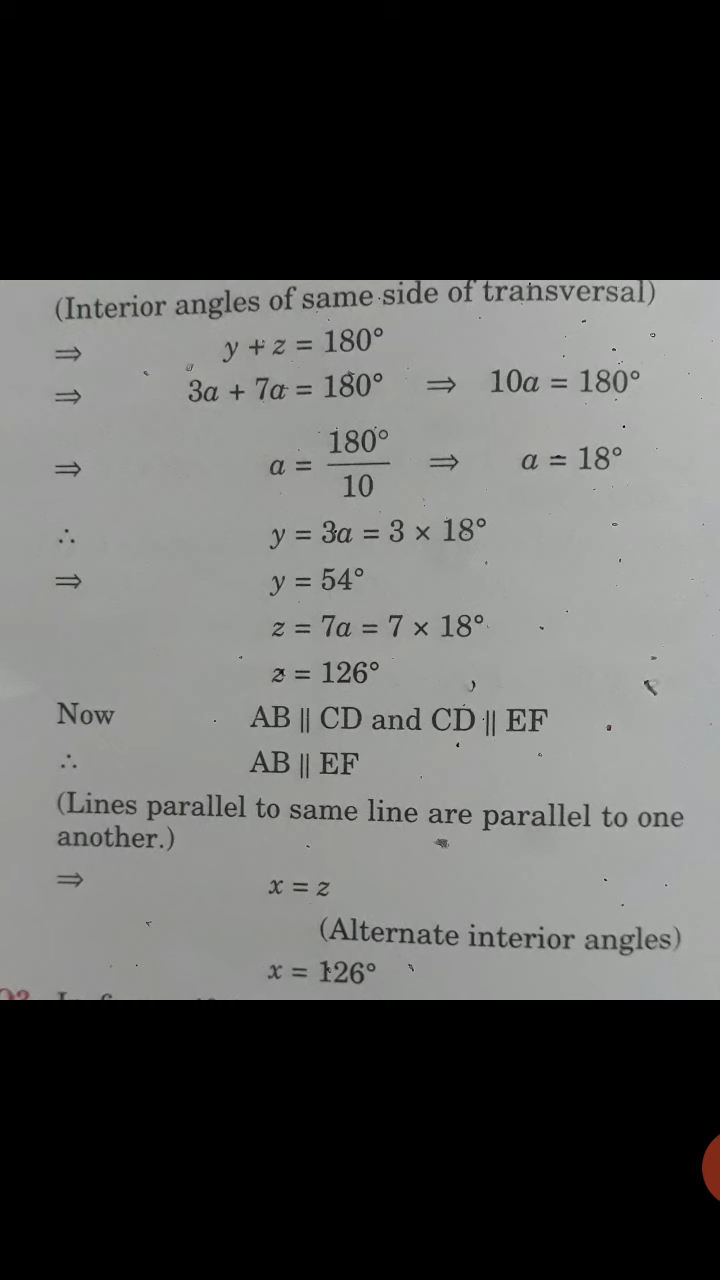 (Interior angles of same side of transversal)
⇒ y + z = 180°
⇒ 3a + 7a = 180° ⇒ 10a = 180°
⇒ a = 180°/10 ⇒ a = 18°
∴ y = 3a = 3 × 18°
⇒ y = 54°
z = 7a = 7 × 18°
z = 126°
Now AB || CD and CD || EF
∴ AB || EF
(Lines parallel to same line are parallel to one
another.)
⇒ x = z
(Alternate interior angles)
x = 126°